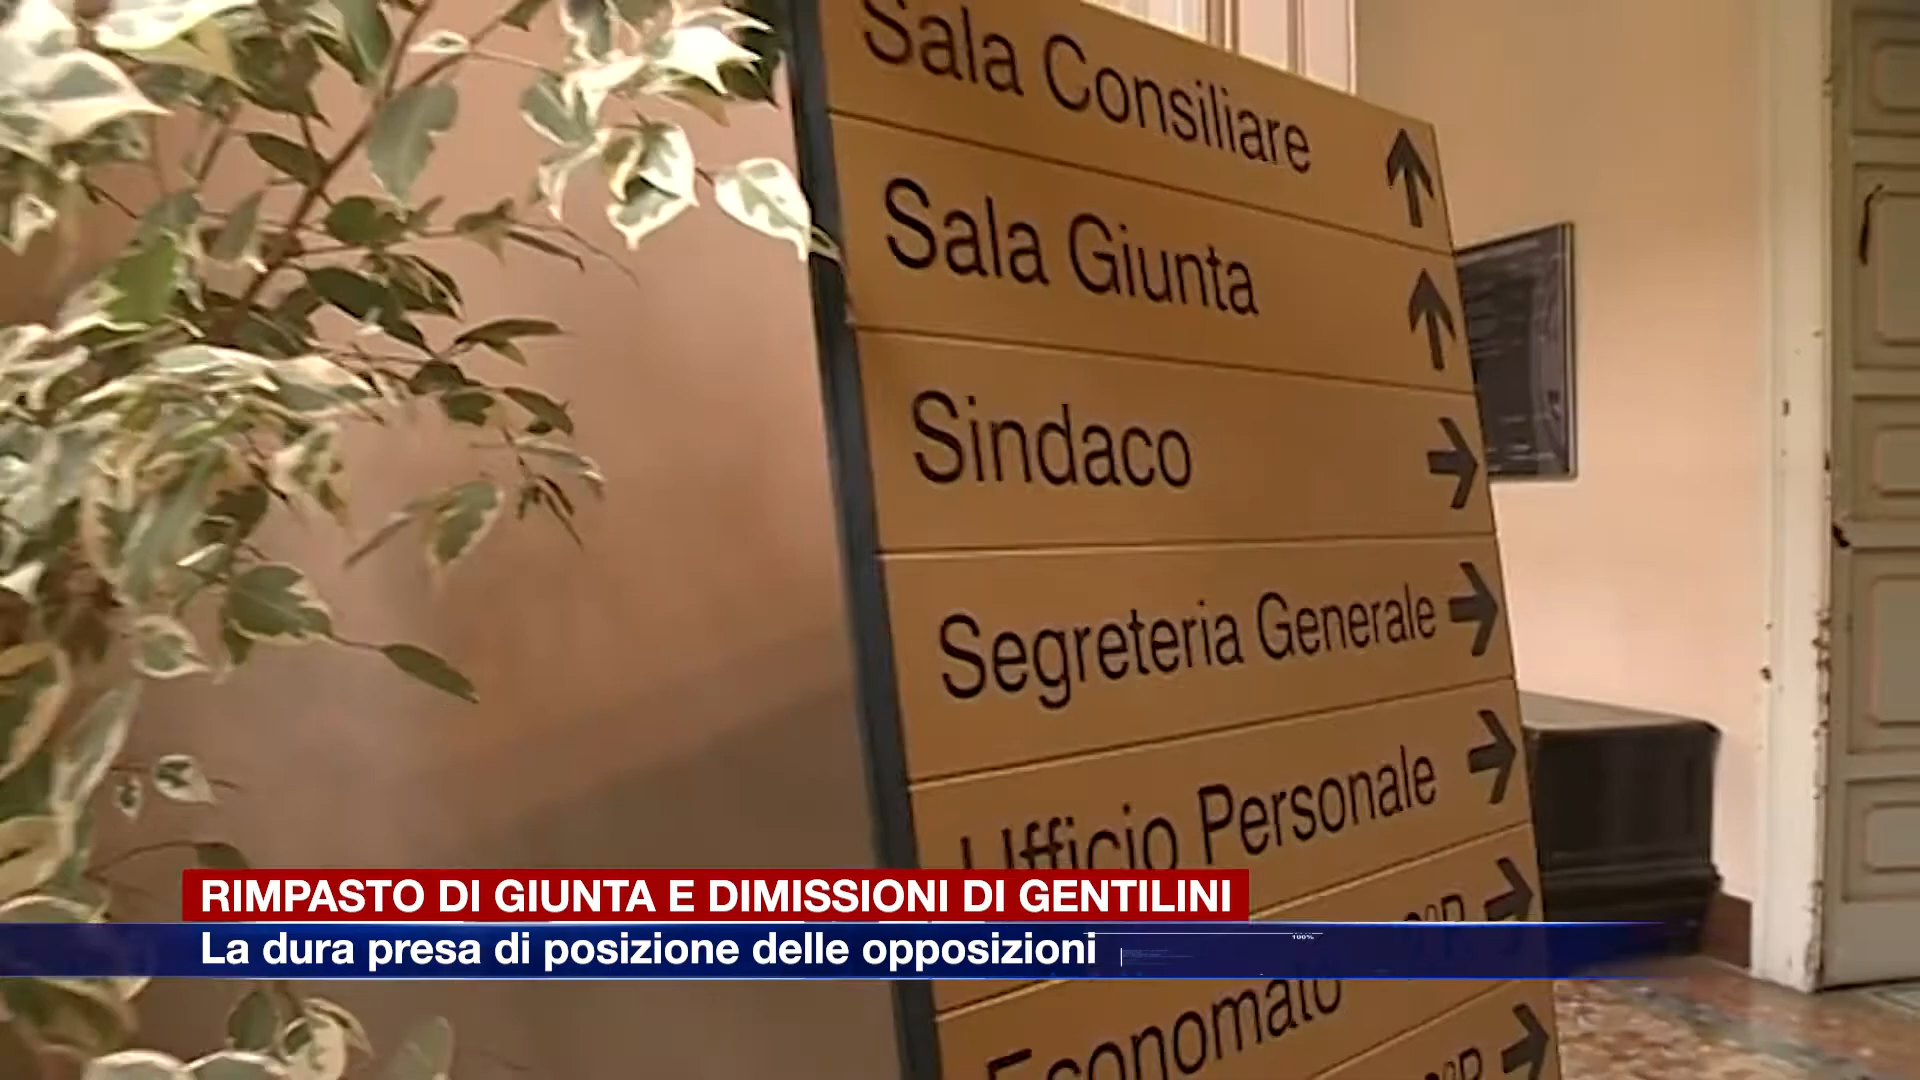 Sala Consiliare
Sala Giunta
Sindaco
Segreteria Generale
Ufficio Personale
RIMPASTO DI GIUNTA E DIMISSIONI DI GENTILINI
La dura presa di posizione delle opposizioni
100%
Economato